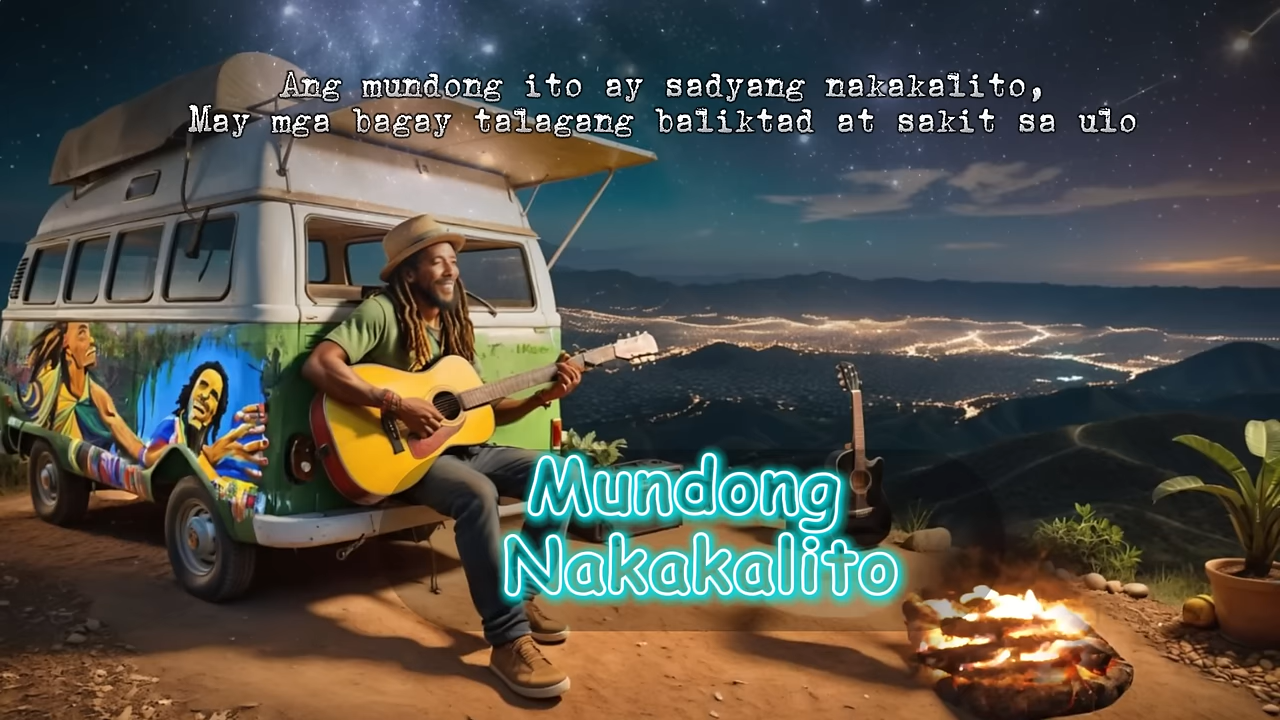 Ang mundong ito ay sadyang nakakalito,
May mga bagay talagang baliktad at sakit sa ulo
Mundong
Nakakalito